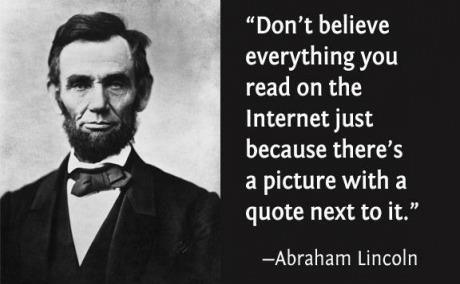 “Don’t believe
everything you
read on the
Internet just
because there’s
a picture with a
quote next to it.”
–Abraham Lincoln